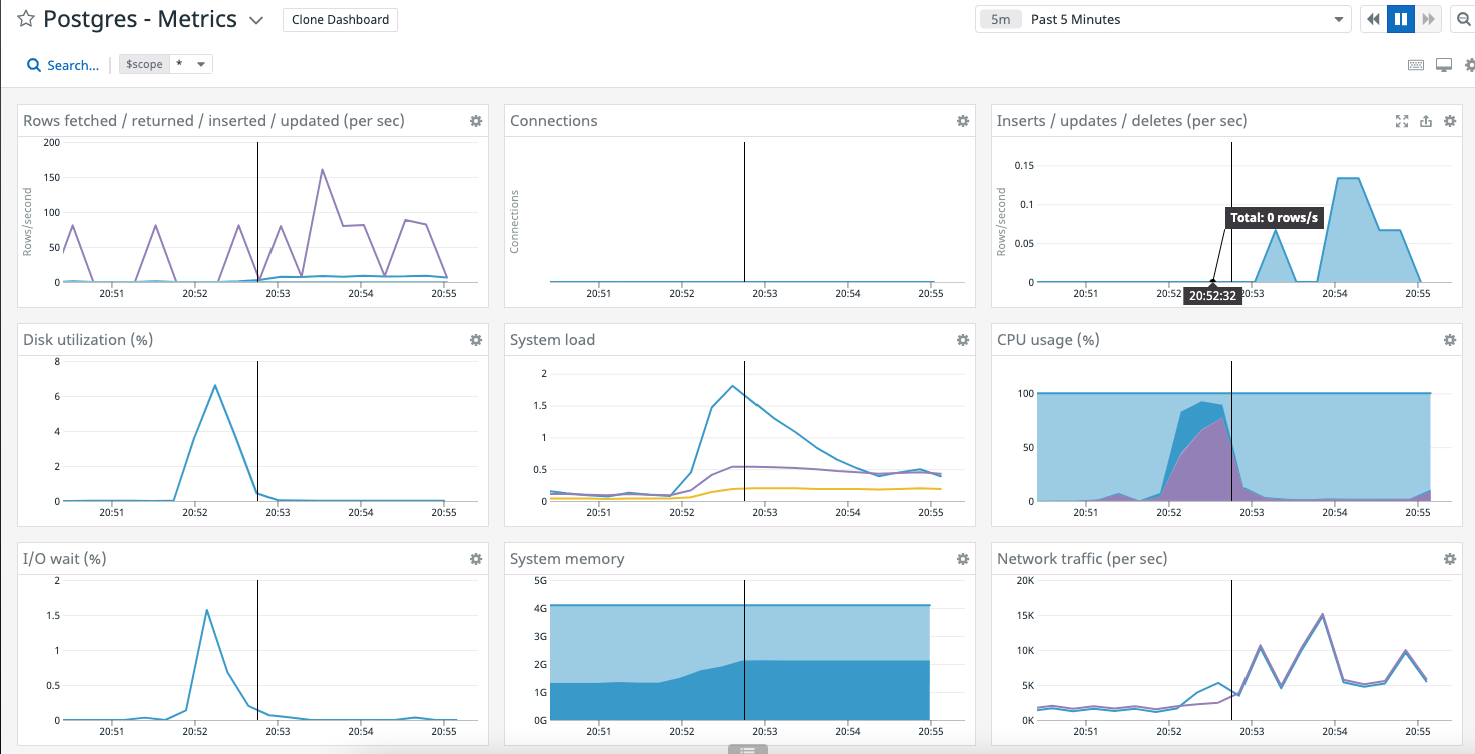 Postgres - Metrics
Clone Dashboard
5m Past 5 Minutes
Search...
$scope *
Rows fetched / returned / inserted / updated (per sec)
Rows/second
200
150
100
50
0
20:51 20:52 20:53 20:54 20:55
Connections
Connections
20:51 20:52 20:53 20:54 20:55
Inserts / updates / deletes (per sec)
Rows/second
0.15
0.1
0.05
0
Total: 0 rows/s
20:51 20:52 20:52:32 20:53 20:54 20:55
Disk utilization (%)
8
6
4
2
0
20:51 20:52 20:53 20:54 20:55
System load
2
1.5
1
0.5
0
20:51 20:52 20:53 20:54 20:55
CPU usage (%)
100
50
0
20:51 20:52 20:53 20:54 20:55
I/O wait (%)
2
1.5
1
0.5
0
20:51 20:52 20:53 20:54 20:55
System memory
5G
4G
3G
2G
1G
0G
20:51 20:52 20:53 20:54 20:55
Network traffic (per sec)
20K
15K
10K
5K
0K
20:51 20:52 20:53 20:54 20:55